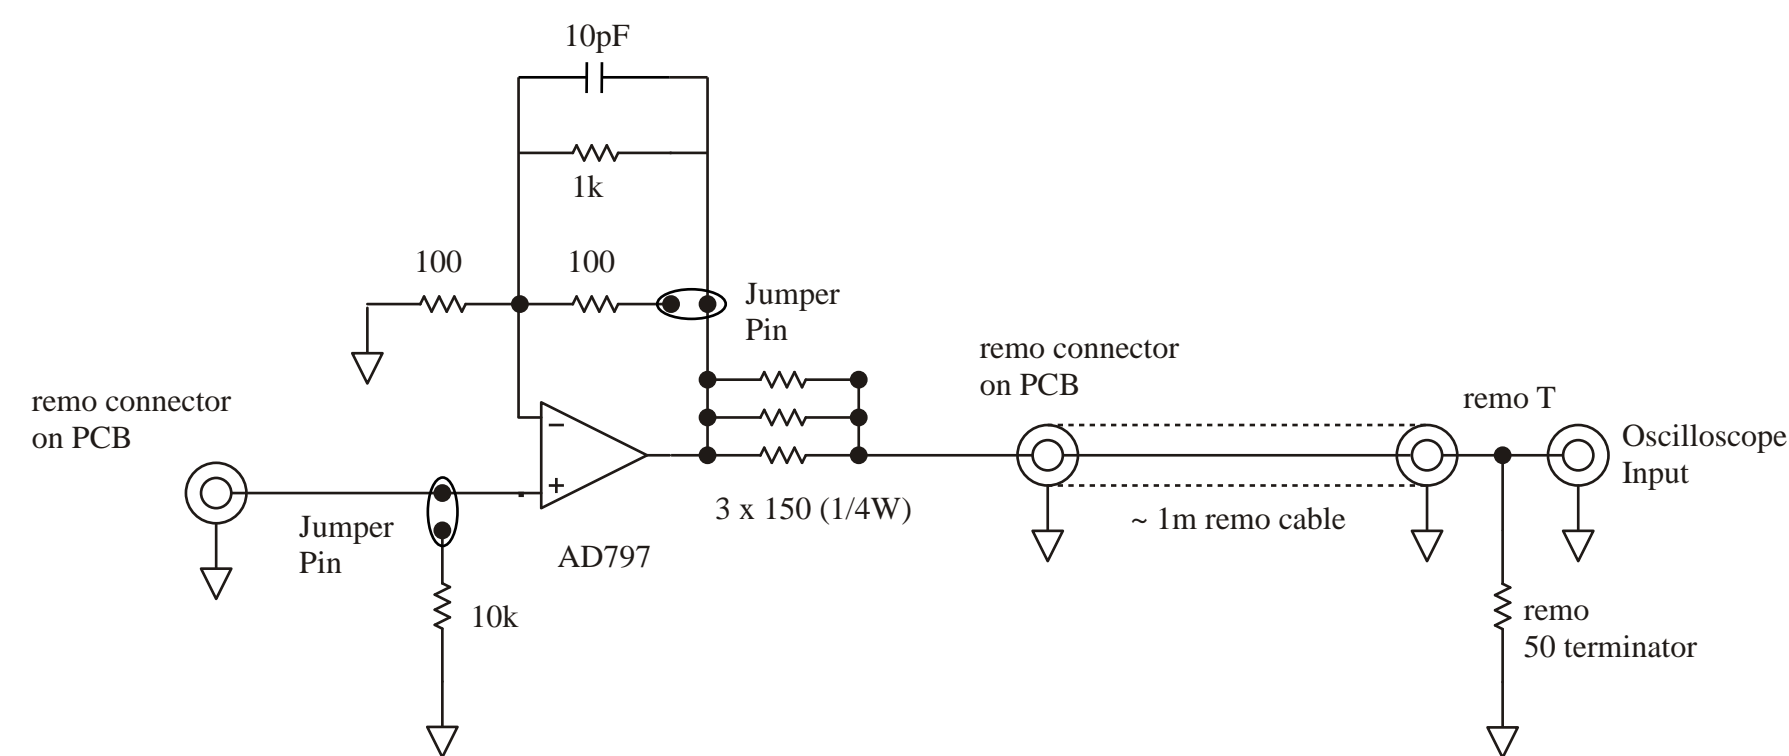 10pF
1k
100
100
Jumper
Pin
remo connector
on PCB
remo connector
on PCB
remo T
Oscilloscope
Input
−
+
Jumper
Pin
3 x 150 (1/4W)
~ 1m remo cable
AD797
10k
remo
50 terminator